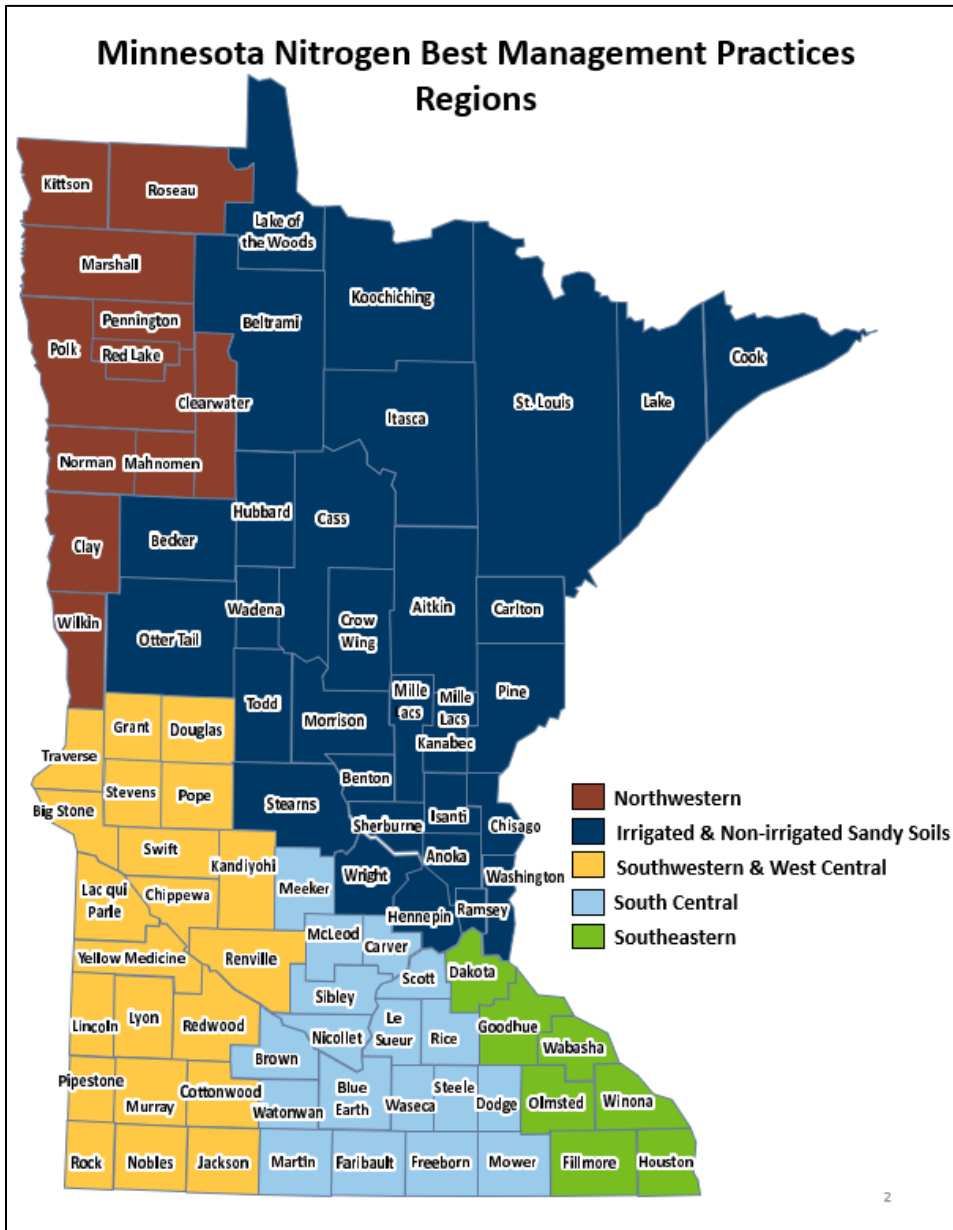 Minnesota Nitrogen Best Management Practices
Regions
Kittson
Roseau
Lake of
the Woods
Marshall
Koochiching
Pennington
Beltrami
Polk
Red Lake
Cook
Clearwater
Itasca
St. Louis
Lake
Norman
Mahnomen
Hubbard
Cass
Clay
Becker
Wadena
Aitkin
Carlton
Wilkin
Crow
Wing
Otter Tail
Pine
Todd
Mille
Lacs
Mille
Lacs
Morrison
Grant
Douglas
Kanabec
Traverse
Benton
Stevens
Pope
Stearns
Big Stone
Sherburne
Isanti
Chisago
Swift
Kandiyohi
Anoka
Wright
Washington
Lac qui
Parle
Chippewa
Meeker
Hennepin
Ramsey
McLeod
Carver
Yellow Medicine
Renville
Scott
Dakota
Sibley
Lincoln
Lyon
Redwood
Nicollet
Le
Sueur
Rice
Goodhue
Wabasha
Brown
Pipestone
Murray
Cottonwood
Watonwan
Blue
Earth
Waseca
Steele
Dodge
Olmsted
Winona
Rock
Nobles
Jackson
Martin
Faribault
Freeborn
Mower
Fillmore
Houston
Northwestern
Irrigated & Non-irrigated Sandy Soils
Southwestern & West Central
South Central
Southeastern
2